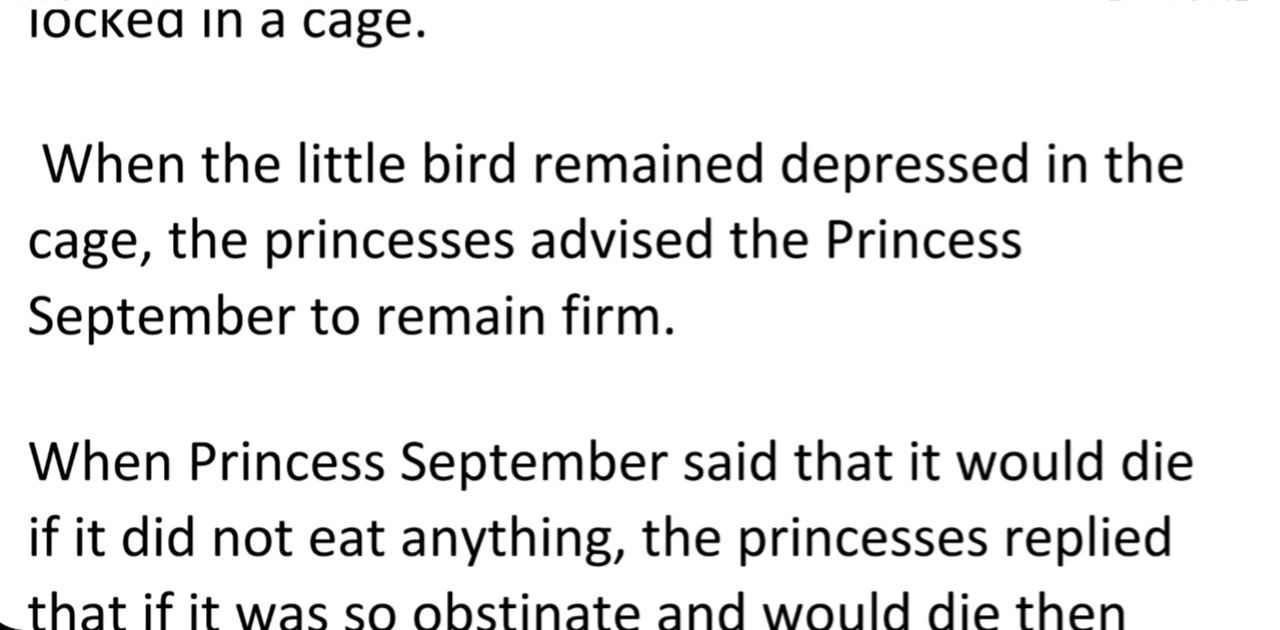 locked in a cage.
When the little bird remained depressed in the
cage, the princesses advised the Princess
September to remain firm.
When Princess September said that it would die
if it did not eat anything, the princesses replied
that if it was so obstinate and would die then